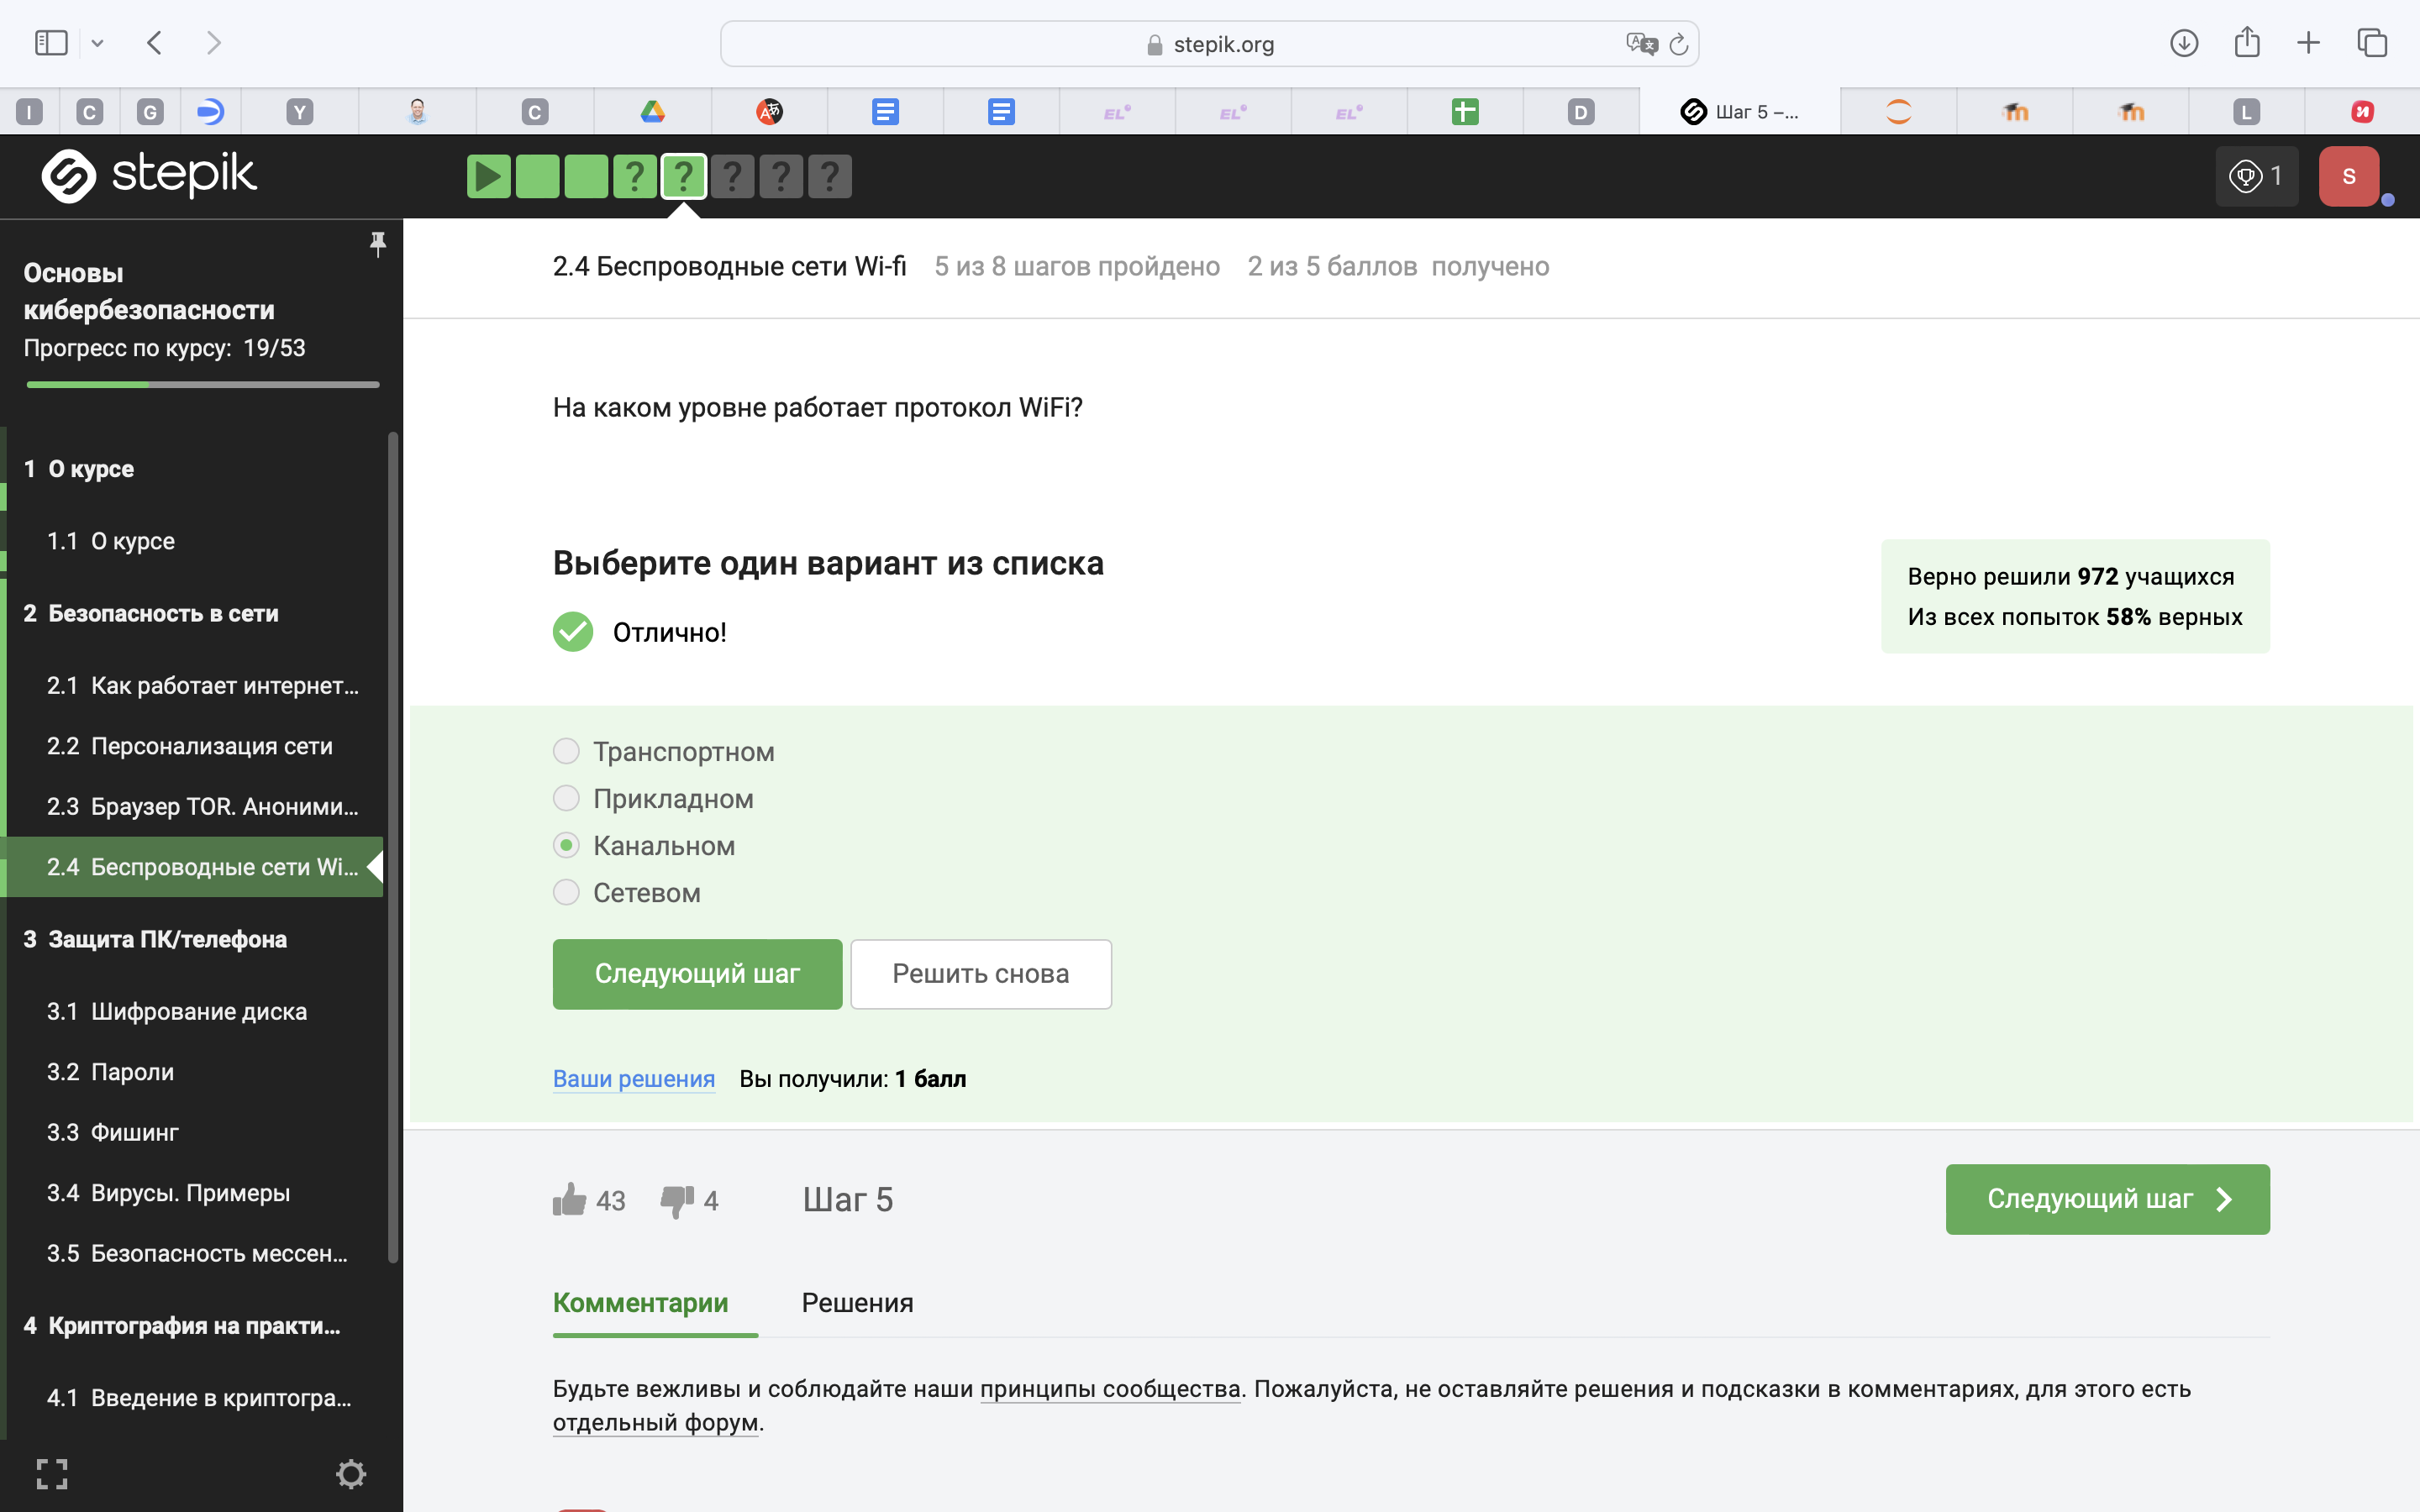 stepik.org
I
C
G
Y
C
EL
EL
EL
D
Шаг 5 –...
L
stepik
?
?
?
?
?
1
S
Основы
кибербезопасности
Прогресс по курсу: 19/53
1 О курсе
1.1 О курсе
2 Безопасность в сети
2.1 Как работает интернет...
2.2 Персонализация сети
2.3 Браузер TOR. Аноними...
2.4 Беспроводные сети Wi...
3 Защита ПК/телефона
3.1 Шифрование диска
3.2 Пароли
3.3 Фишинг
3.4 Вирусы. Примеры
3.5 Безопасность мессен...
4 Криптография на практи...
4.1 Введение в криптогра...
2.4 Беспроводные сети Wi-fi 5 из 8 шагов пройдено 2 из 5 баллов получено
На каком уровне работает протокол WiFi?
Выберите один вариант из списка
Отлично!
Верно решили 972 учащихся
Из всех попыток 58% верных
Транспортном
Прикладном
Канальном
Сетевом
Следующий шаг
Решить снова
Ваши решения Вы получили: 1 балл
43 4 Шаг 5
Следующий шаг
Комментарии Решения
Будьте вежливы и соблюдайте наши принципы сообщества. Пожалуйста, не оставляйте решения и подсказки в комментариях, для этого есть
отдельный форум.